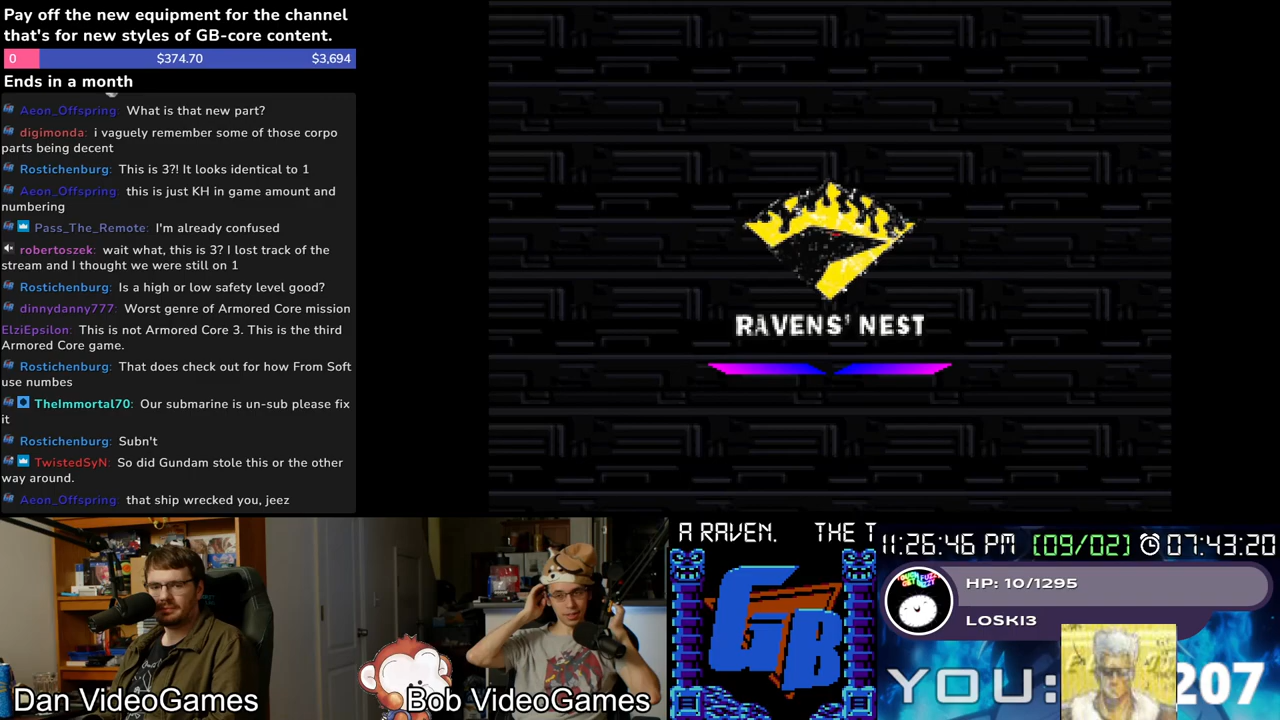 Pay off the new equipment for the channel
that's for new styles of GB-core content.
0 $374.70 $3,694
Ends in a month
Aeon_Offspring: What is that new part?
digimonda: i vaguely remember some of those corpo
parts being decent
Rostichenburg: This is 3?! It looks identical to 1
Aeon_Offspring: this is just KH in game amount and
numbering
Pass_The_Remote: I'm already confused
robertoszek: wait what, this is 3? I lost track of the
stream and I thought we were still on 1
Rostichenburg: Is a high or low safety level good?
dinnydanny777: Worst genre of Armored Core mission
ElziEpsilon: This is not Armored Core 3. This is the third
Armored Core game.
Rostichenburg: That does check out for how From Soft
use numbes
TheImmortal70: Our submarine is un-sub please fix
it
Rostichenburg: Subn't
TwistedSyN: So did Gundam stole this or the other
way around.
Aeon_Offspring: that ship wrecked you, jeez
RAVENS' NEST
A RAVEN. THE T
11:26:46 PM [09/02] 07:43:20
GB
HP: 10/1295
LOSKI3
YOU: 207
Dan VideoGames
Bob VideoGames